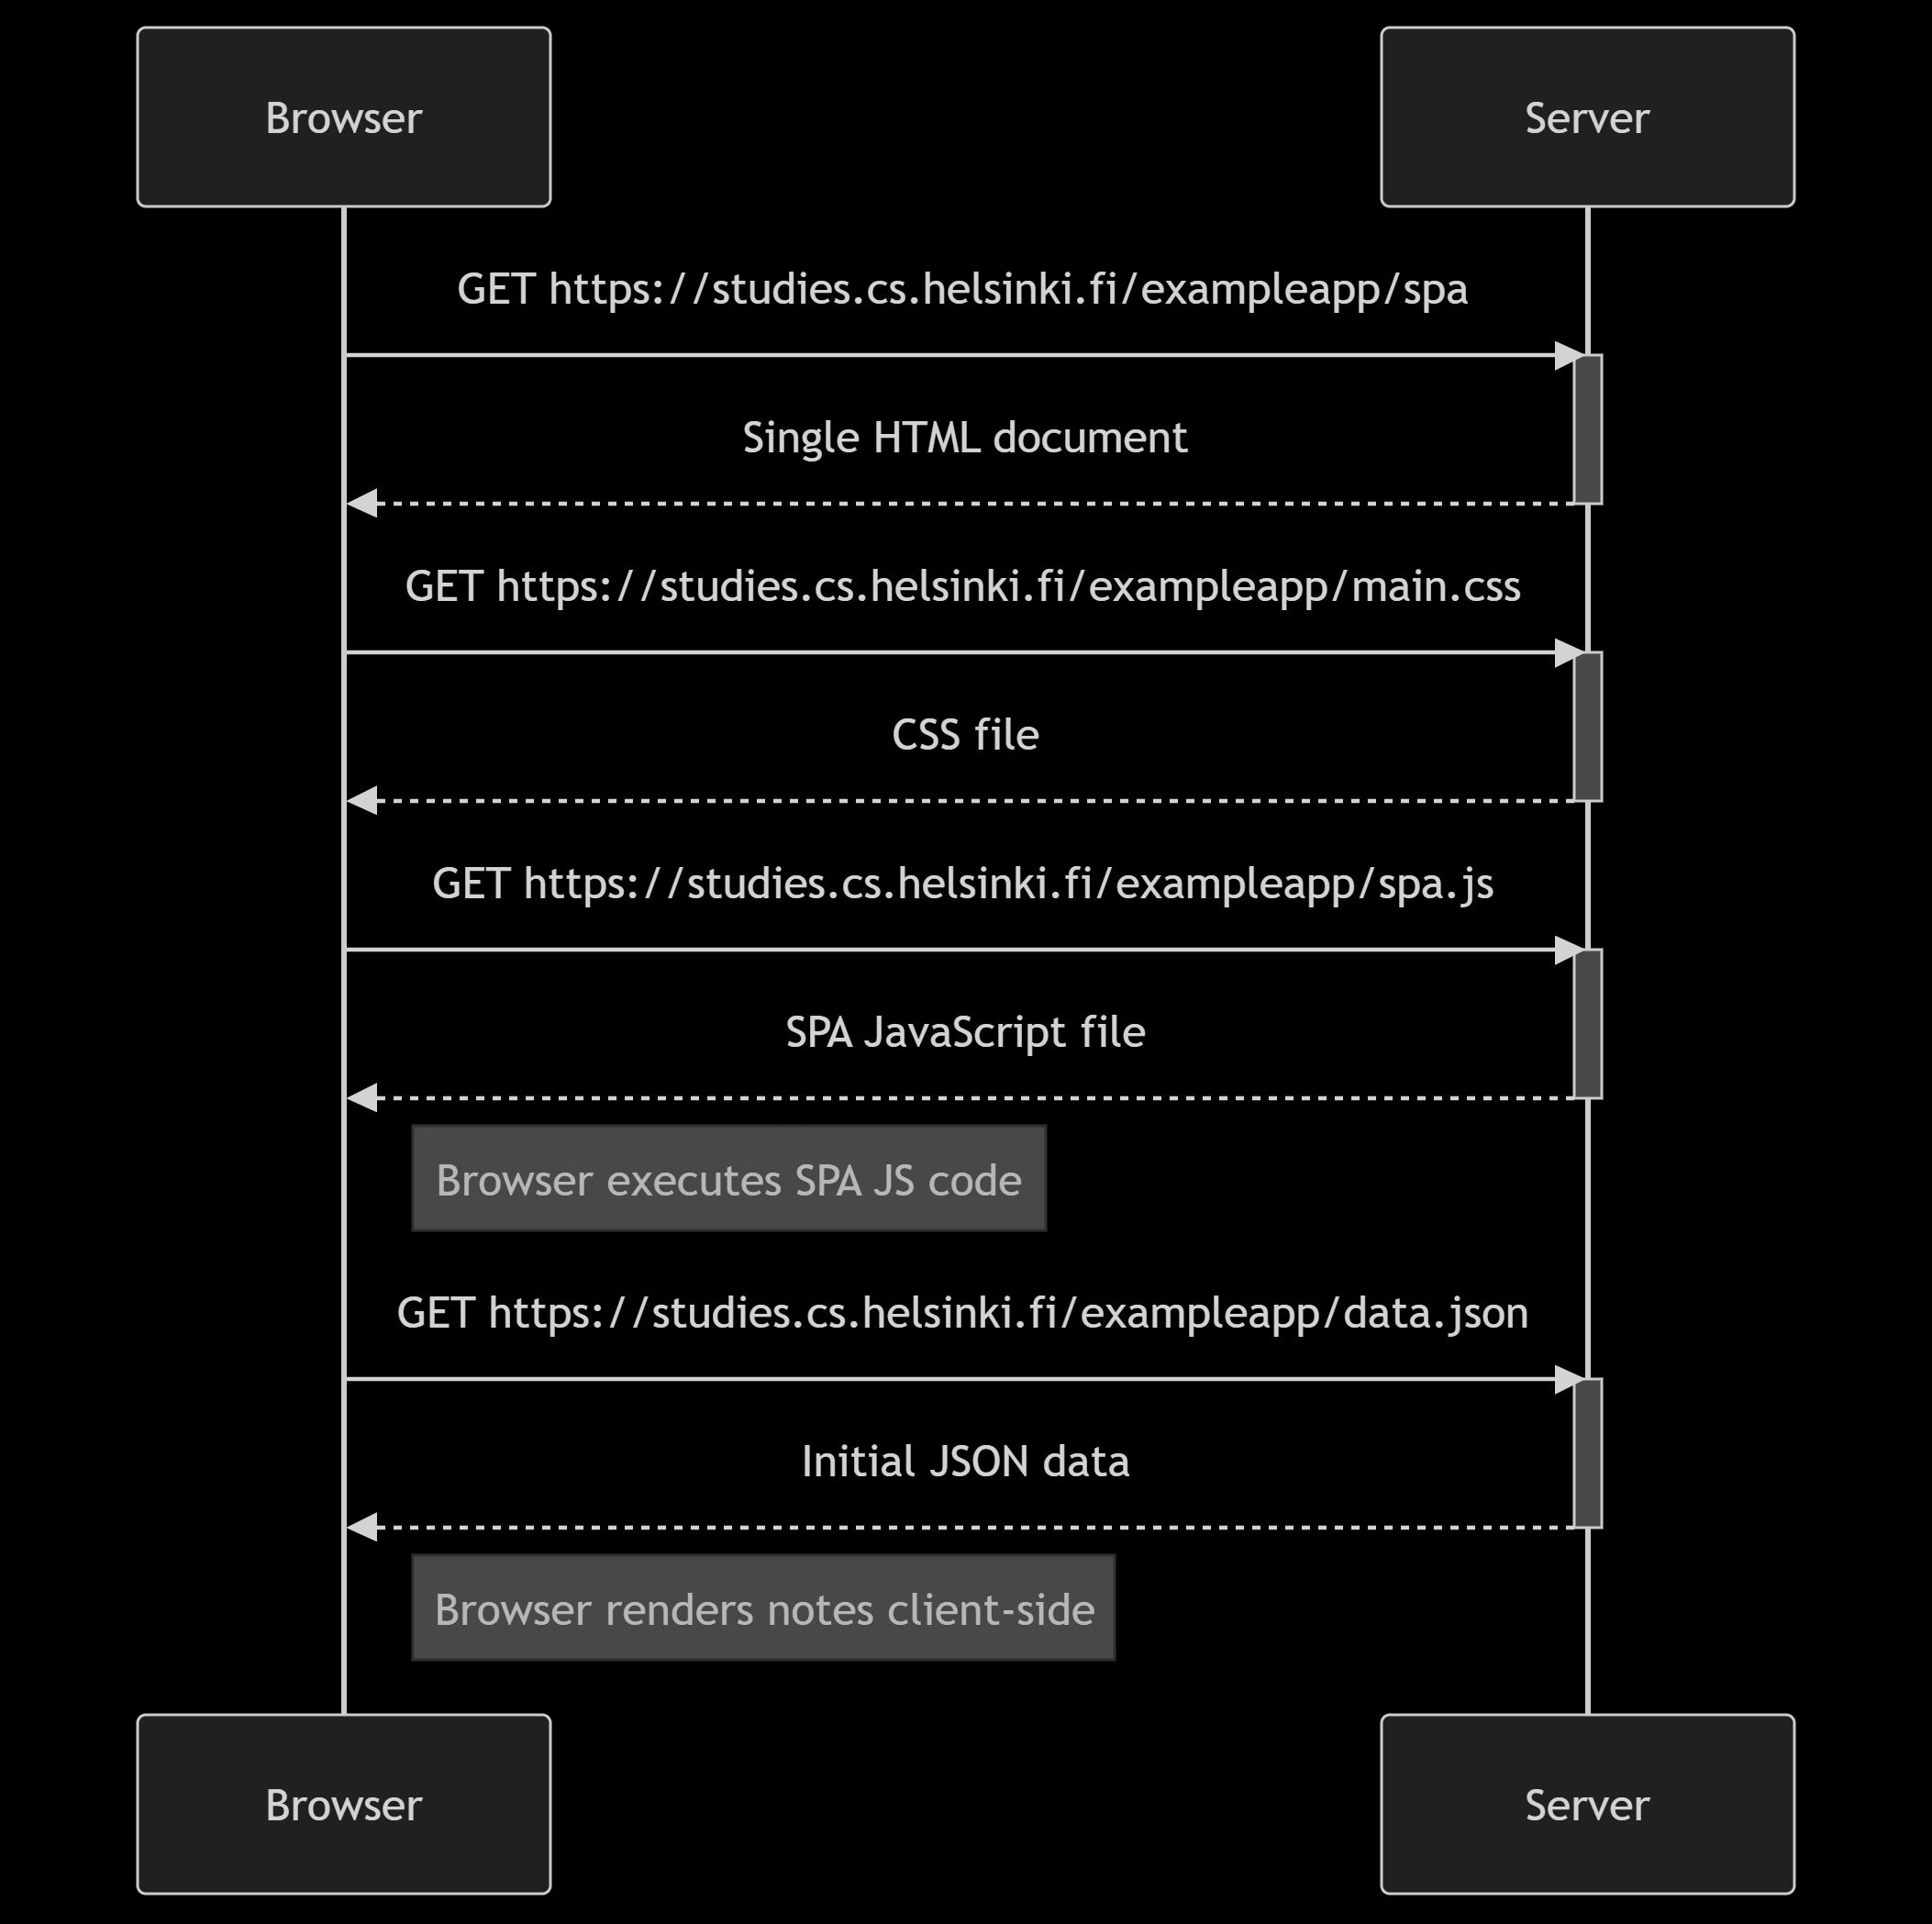 Browser
Server
GET https://studies.cs.helsinki.fi/exampleapp/spa
Single HTML document
GET https://studies.cs.helsinki.fi/exampleapp/main.css
CSS file
GET https://studies.cs.helsinki.fi/exampleapp/spa.js
SPA JavaScript file
Browser executes SPA JS code
GET https://studies.cs.helsinki.fi/exampleapp/data.json
Initial JSON data
Browser renders notes client-side
Browser
Server